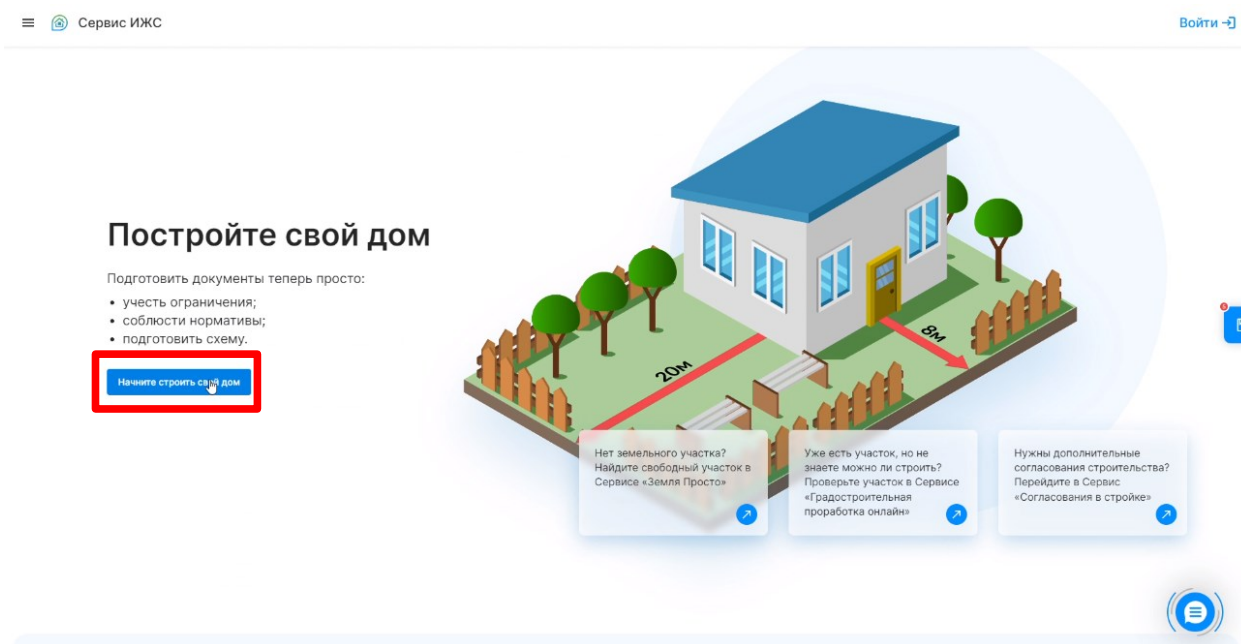 Сервис ИЖС
Войти
Постройте свой дом
Подготовить документы теперь просто:
• учесть ограничения;
• соблюсти нормативы;
• подготовить схему.
Начните строить свой дом
20м
8м
Нет земельного участка?
Найдите свободный участок в
Сервисе «Земля Просто»
Уже есть участок, но не
знаете можно ли строить?
Проверьте участок в Сервисе
«Градостроительная
проработка онлайн»
Нужны дополнительные
согласования строительства?
Перейдите в Сервис
«Согласования в стройке»